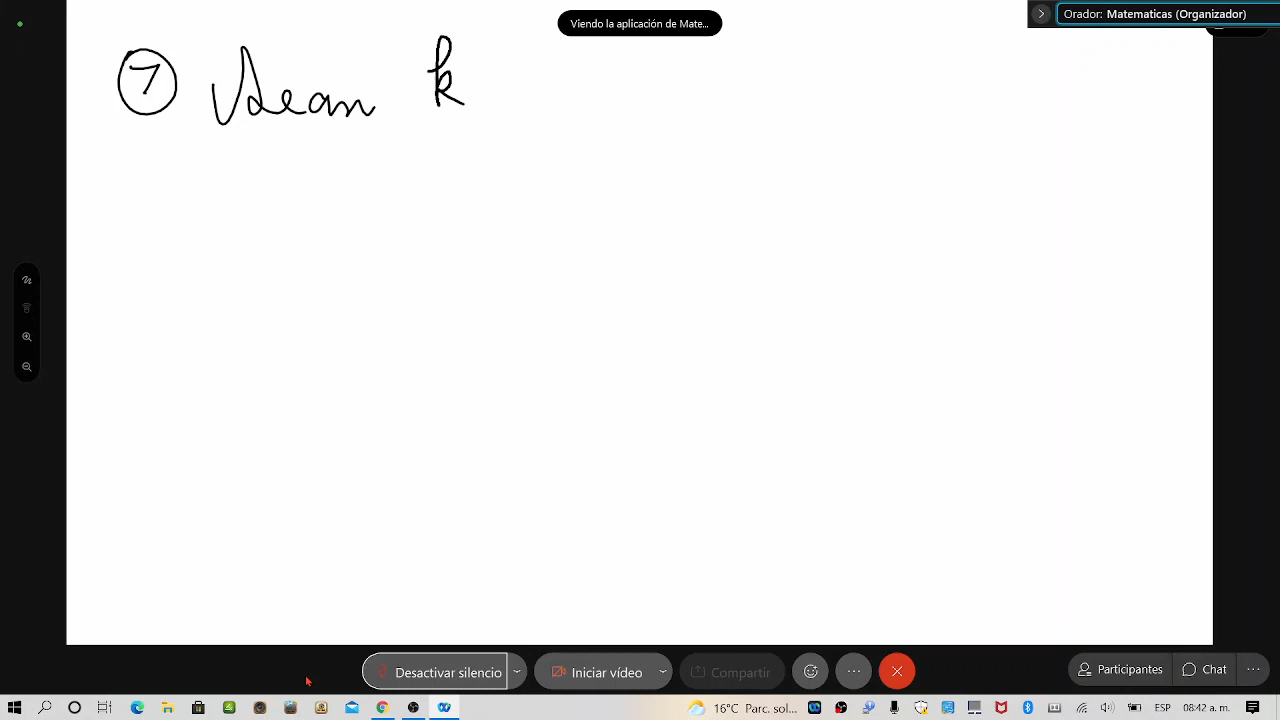 Viendo la aplicación de Mate...
Orador: Matematicas (Organizador)
7 Sean k
Desactivar silencio
Iniciar vídeo
Compartir
...
Participantes
Chat
...
16°C Parc. sol...
ESP
08:42 a. m.